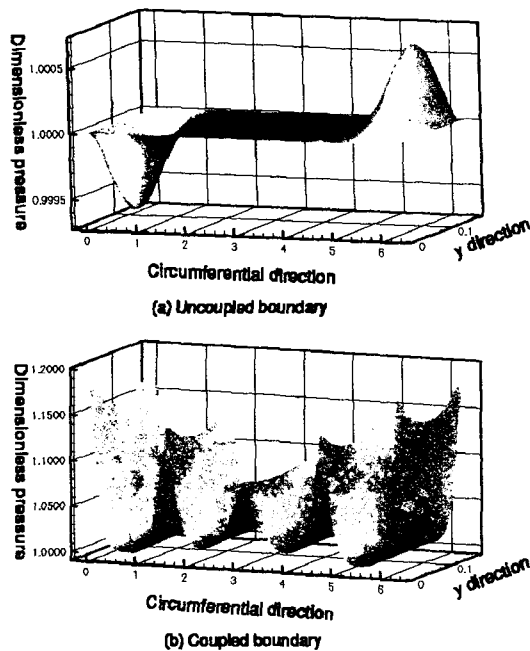 Dimensionless pressure
1.0005
1.0000
0.9995
0 1 2 3 4 5 6 0 0.1
Circumferential direction
y direction
(a) Uncoupled boundary
Dimensionless pressure
1.2000
1.1500
1.1000
1.0500
1.0000
0 1 2 3 4 5 6 0 0.1
Circumferential direction
y direction
(b) Coupled boundary